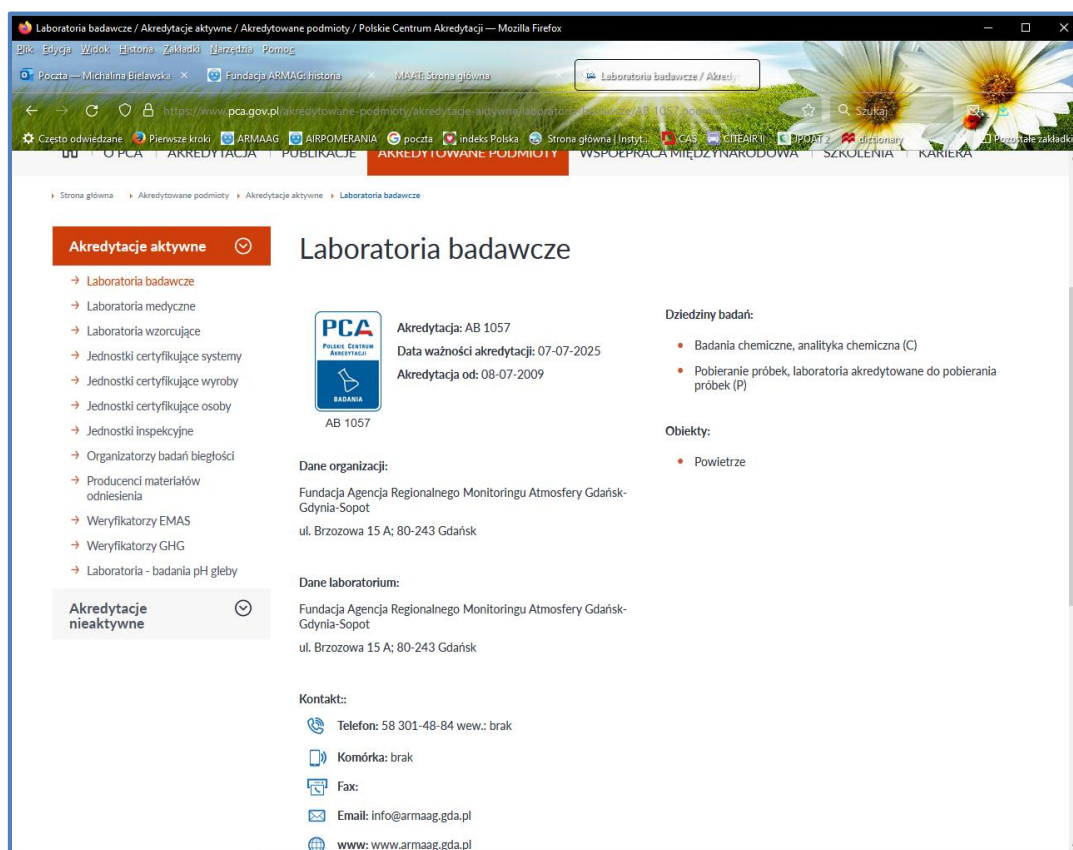 Laboratoria badawcze / Akredytacje aktywne / Akredytowane podmioty / Polskie Centrum Akredytacji — Mozilla Firefox
Plik Edycja Widok Historia Zakładki Narzędzia Pomoc
Poczta — Michalina Bielawska Fundacja ARMAG: historia MAAT: Strona główna Laboratoria badawcze / Akred
https://www.pca.gov.pl/akredytowane-podmioty/akredytacje-aktywne/laboratoria-badawcze/AB 1057 Szukaj
Często odwiedzane Pierwsze kroki ARMAAG AIRPOMERANIA poczta indeks Polska Strona główna | Instyt... CAS CITEAIR II dictionary Pozostałe zakładki
O PCA AKREDYTACJA PUBLIKACJE AKREDYTOWANE PODMIOTY WSPÓŁPRACA MIĘDZYNARODOWA SZKOLENIA KARIERA
Strona główna Akredytowane podmioty Akredytacje aktywne Laboratoria badawcze
Akredytacje aktywne
Laboratoria badawcze
Laboratoria medyczne
Laboratoria wzorcujące
Jednostki certyfikujące systemy
Jednostki certyfikujące wyroby
Jednostki certyfikujące osoby
Jednostki inspekcyjne
Organizatorzy badań biegłości
Producenci materiałów
odniesienia
Weryfikatorzy EMAS
Weryfikatorzy GHG
Laboratoria - badania pH gleby
Akredytacje
nieaktywne
Laboratoria badawcze
PCA
POLSKIE CENTRUM
AKREDYTACJI
BADANIA
AB 1057
Akredytacja: AB 1057
Data ważności akredytacji: 07-07-2025
Akredytacja od: 08-07-2009
Dane organizacji:
Fundacja Agencja Regionalnego Monitoringu Atmosfery Gdańsk-
Gdynia-Sopot
ul. Brzozowa 15 A; 80-243 Gdańsk
Dane laboratorium:
Fundacja Agencja Regionalnego Monitoringu Atmosfery Gdańsk-
Gdynia-Sopot
ul. Brzozowa 15 A; 80-243 Gdańsk
Kontakt::
Telefon: 58 301-48-84 wew.: brak
Komórka: brak
Fax:
Email: info@armaag.gda.pl
www: www.armaag.gda.pl
Dziedziny badań:
Badania chemiczne, analityka chemiczna (C)
Pobieranie próbek, laboratoria akredytowane do pobierania
próbek (P)
Obiekty:
Powietrze